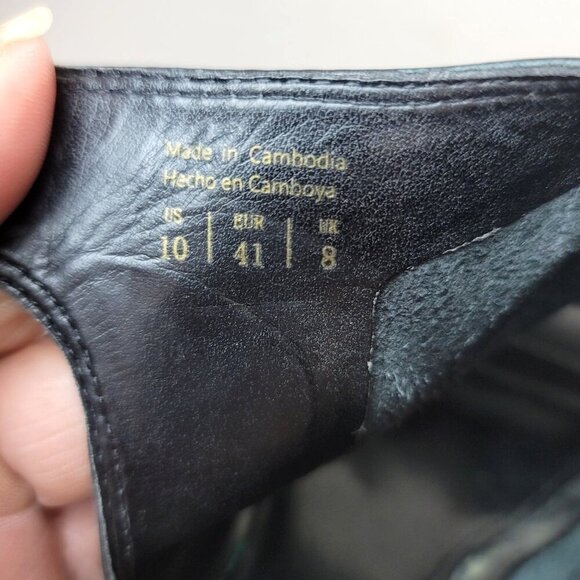 Made in Cambodia
Hecho en Camboya
US | EUR | UK
10 | 41 | 8